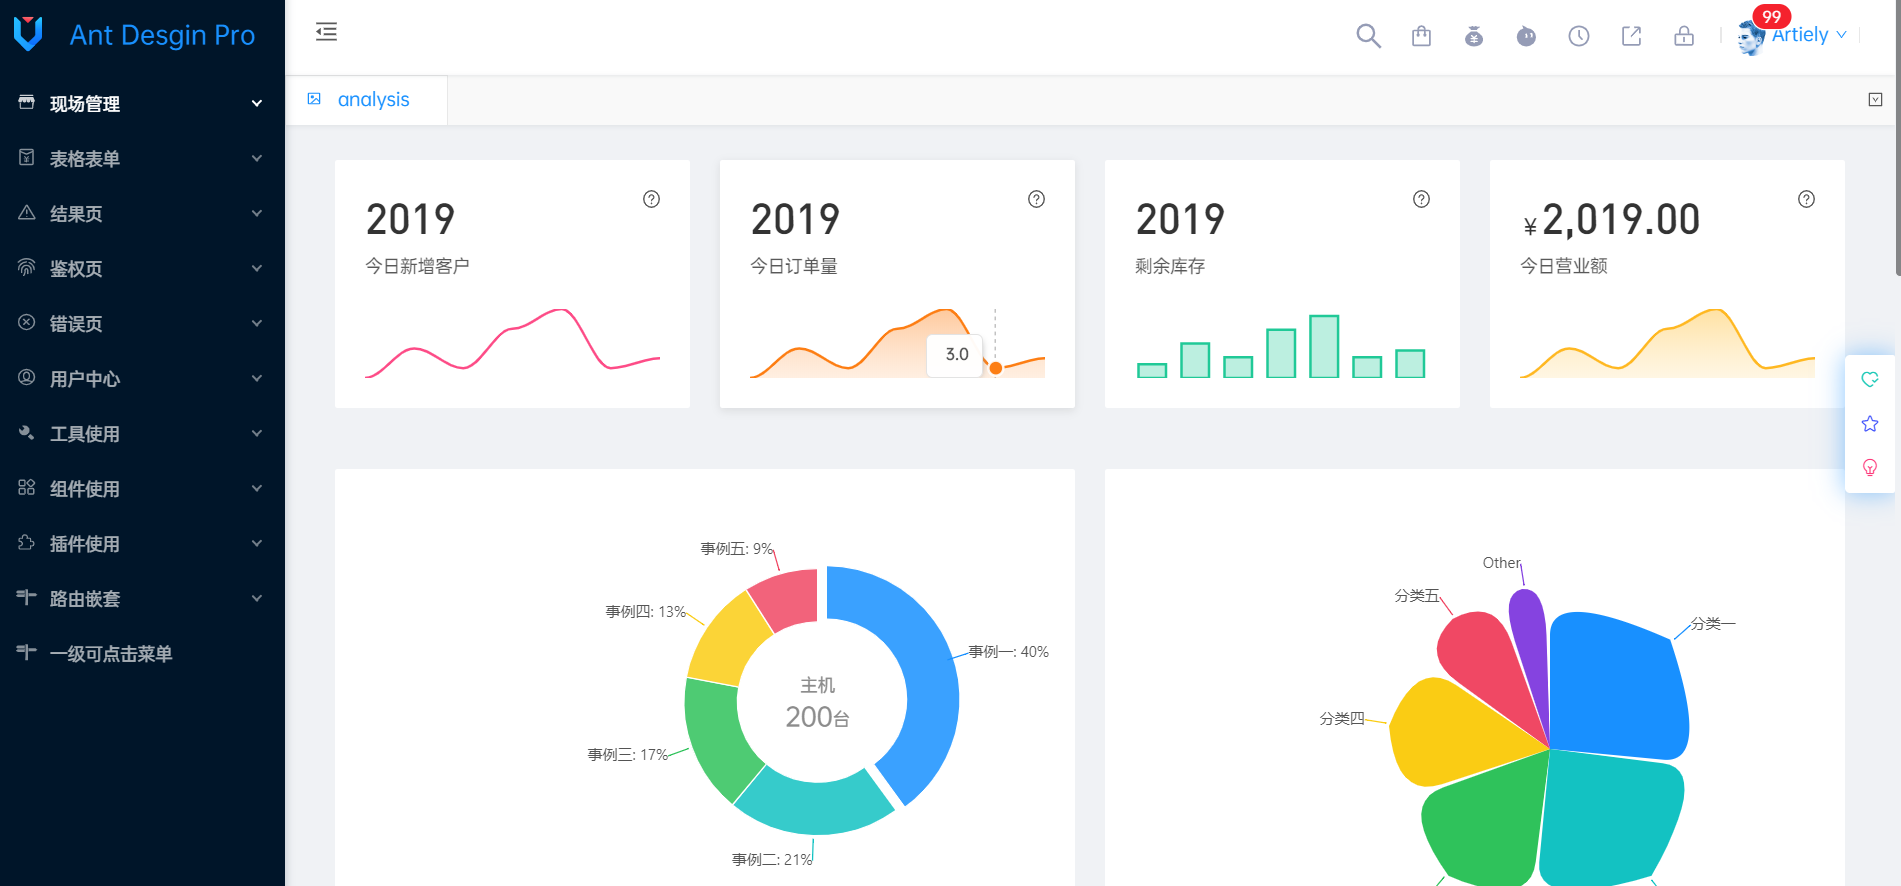 Ant Desgin Pro
现场管理
表格表单
结果页
鉴权页
错误页
用户中心
工具使用
组件使用
插件使用
路由嵌套
一级可点击菜单
99
Artiely
analysis
2019
今日新增客户
2019
今日订单量
3.0
2019
剩余库存
¥2,019.00
今日营业额
事例五: 9%
事例四: 13%
事例一: 40%
主机
200台
事例三: 17%
事例二: 21%
Other
分类五
分类一
分类四